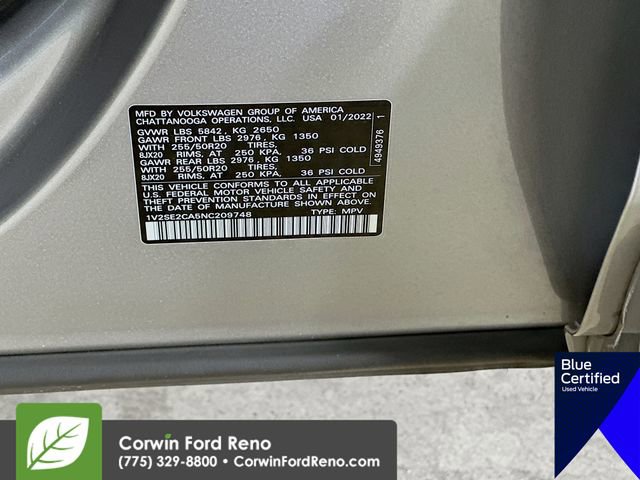 MFD BY VOLKSWAGEN GROUP OF AMERICA
CHATTANOOGA OPERATIONS, LLC. USA 01/2022
GVWR LBS 5842, KG 2650
GAWR FRONT LBS 2976, KG 1350
WITH 255/50R20 TIRES,
8JX20 RIMS, AT 250 KPA, 36 PSI COLD
GAWR REAR LBS 2976, KG 1350
WITH 255/50R20 TIRES,
8JX20 RIMS, AT 250 KPA, 36 PSI COLD
THIS VEHICLE CONFORMS TO ALL APPLICABLE
U.S. FEDERAL MOTOR VEHICLE SAFETY AND
THEFT PREVENTION STANDARDS IN EFFECT ON
THE DATE OF MANUFACTURE SHOWN ABOVE.
1V2SE2CA5NC209748 TYPE: MPV
4949376 1
Blue
Certified
Used Vehicle
Corwin Ford Reno
(775) 329-8800 • CorwinFordReno.com